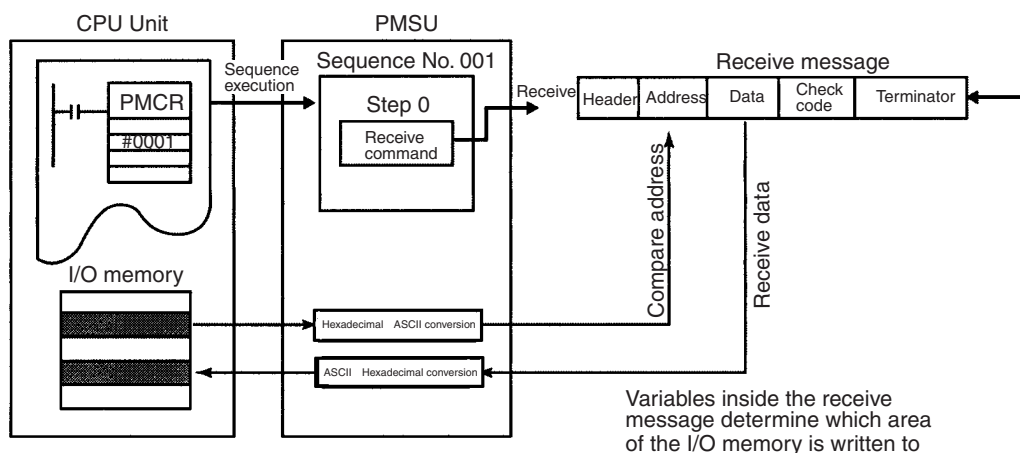 CPU Unit
PMSU
Sequence No. 001
Receive message
Sequence
execution
PMCR
#0001
Step 0
Receive
command
Receive
Header
Address
Data
Check
code
Terminator
Compare address
Receive data
I/O memory
Hexadecimal ASCII conversion
ASCII Hexadecimal conversion
Variables inside the receive
message determine which area
of the I/O memory is written to